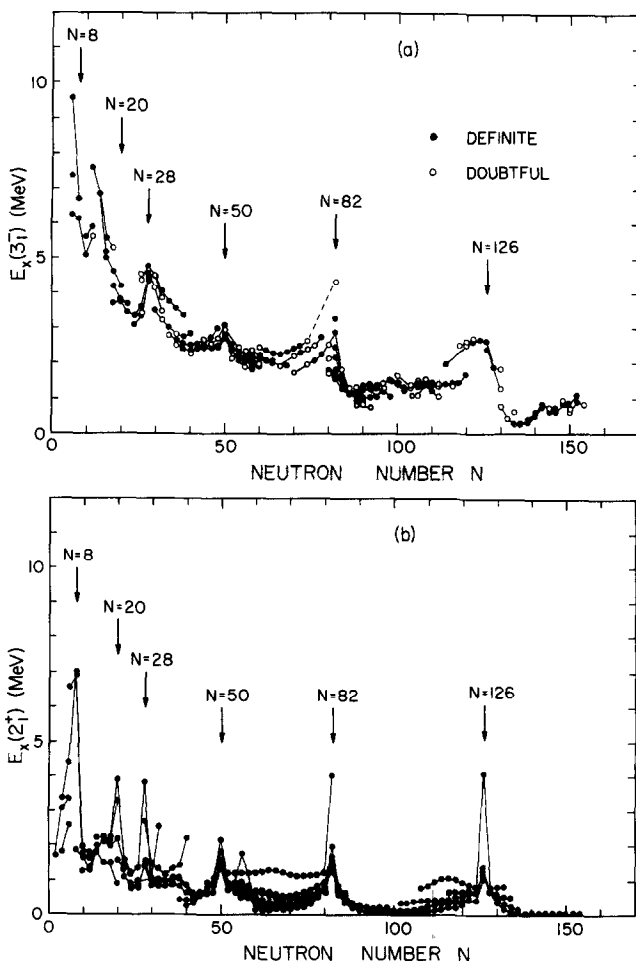 (a)
N=8
N=20
N=28
N=50
N=82
N=126
● DEFINITE
○ DOUBTFUL
10
5
0
Eₓ(3₁⁻) (MeV)
0 50 100 150
NEUTRON NUMBER N
(b)
N=8
N=20
N=28
N=50
N=82
N=126
10
5
0
Eₓ(2₁⁺) (MeV)
0 50 100 150
NEUTRON NUMBER N